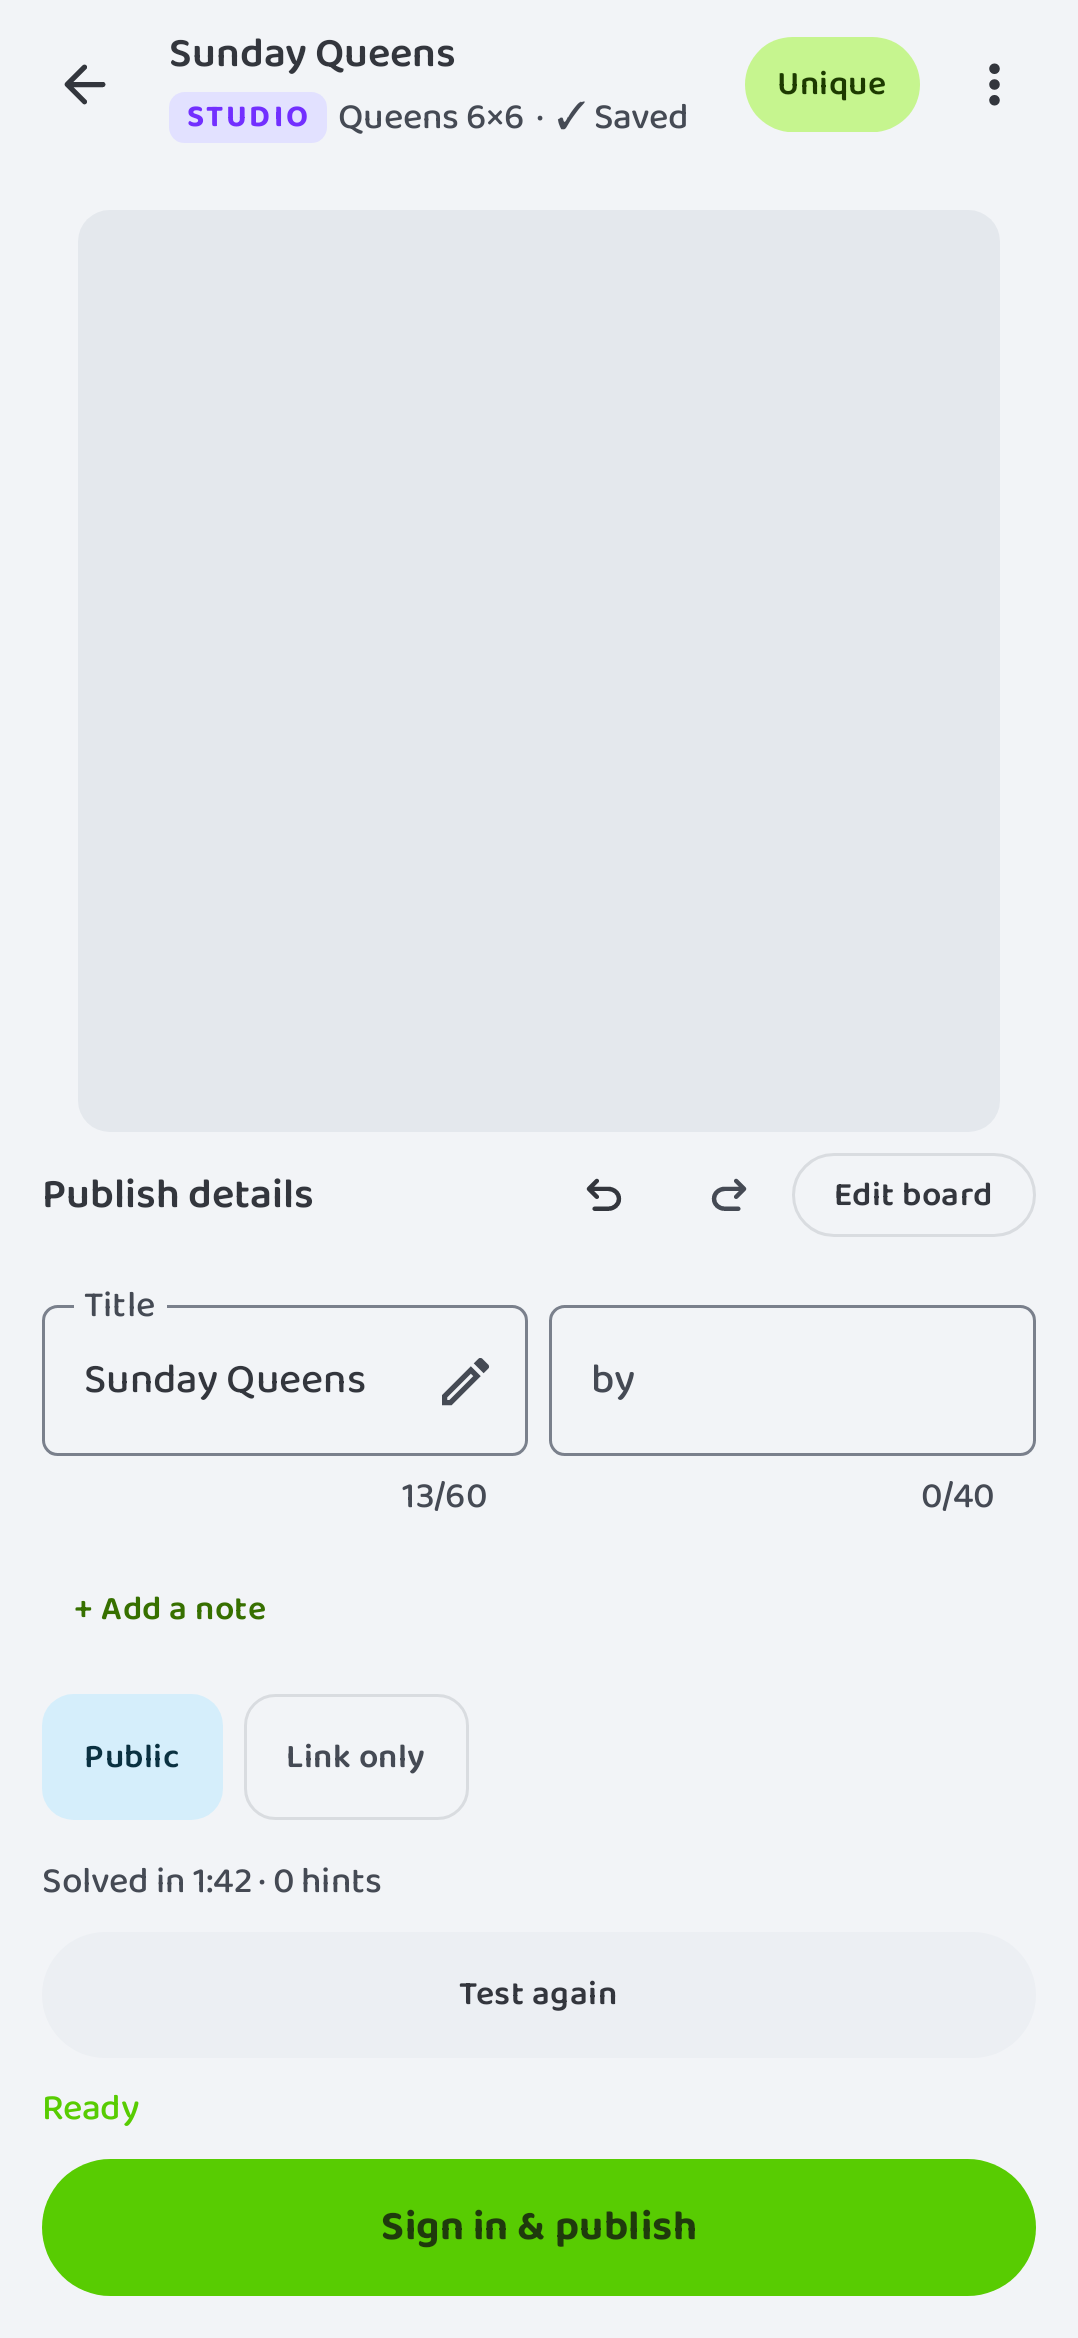 Sunday Queens
Unique
STUDIO Queens 6×6 · ✓ Saved
Publish details
Edit board
Title
Sunday Queens
by
13/60
0/40
+ Add a note
Public
Link only
Solved in 1:42 · 0 hints
Test again
Ready
Sign in & publish